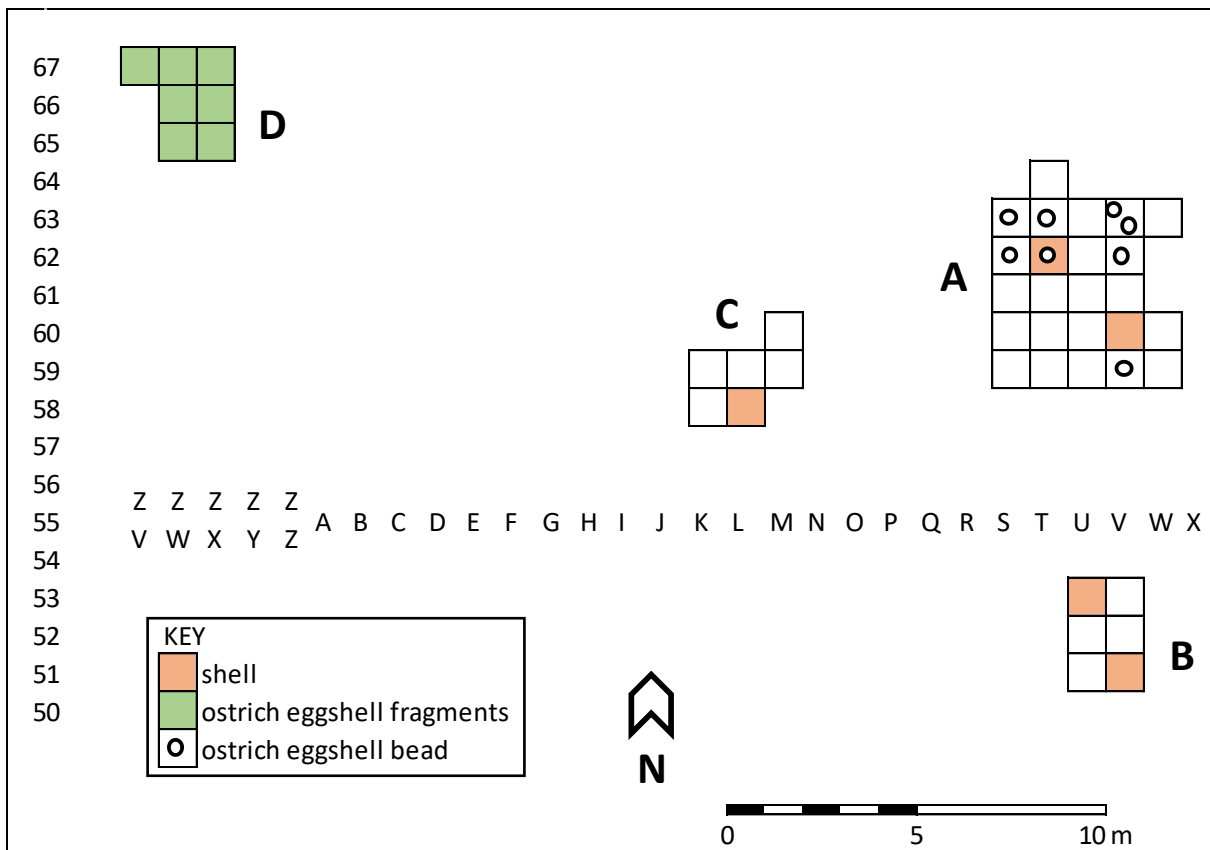 67
66
D
65
64
63
62
A
61
C
60
59
58
57
56
Z Z Z Z Z
55 A B C D E F G H I J K L M N O P Q R S T U V W X
V W X Y Z
54
53
52
B
51
50
KEY
shell
ostrich eggshell fragments
ostrich eggshell bead
N
0 5 10 m